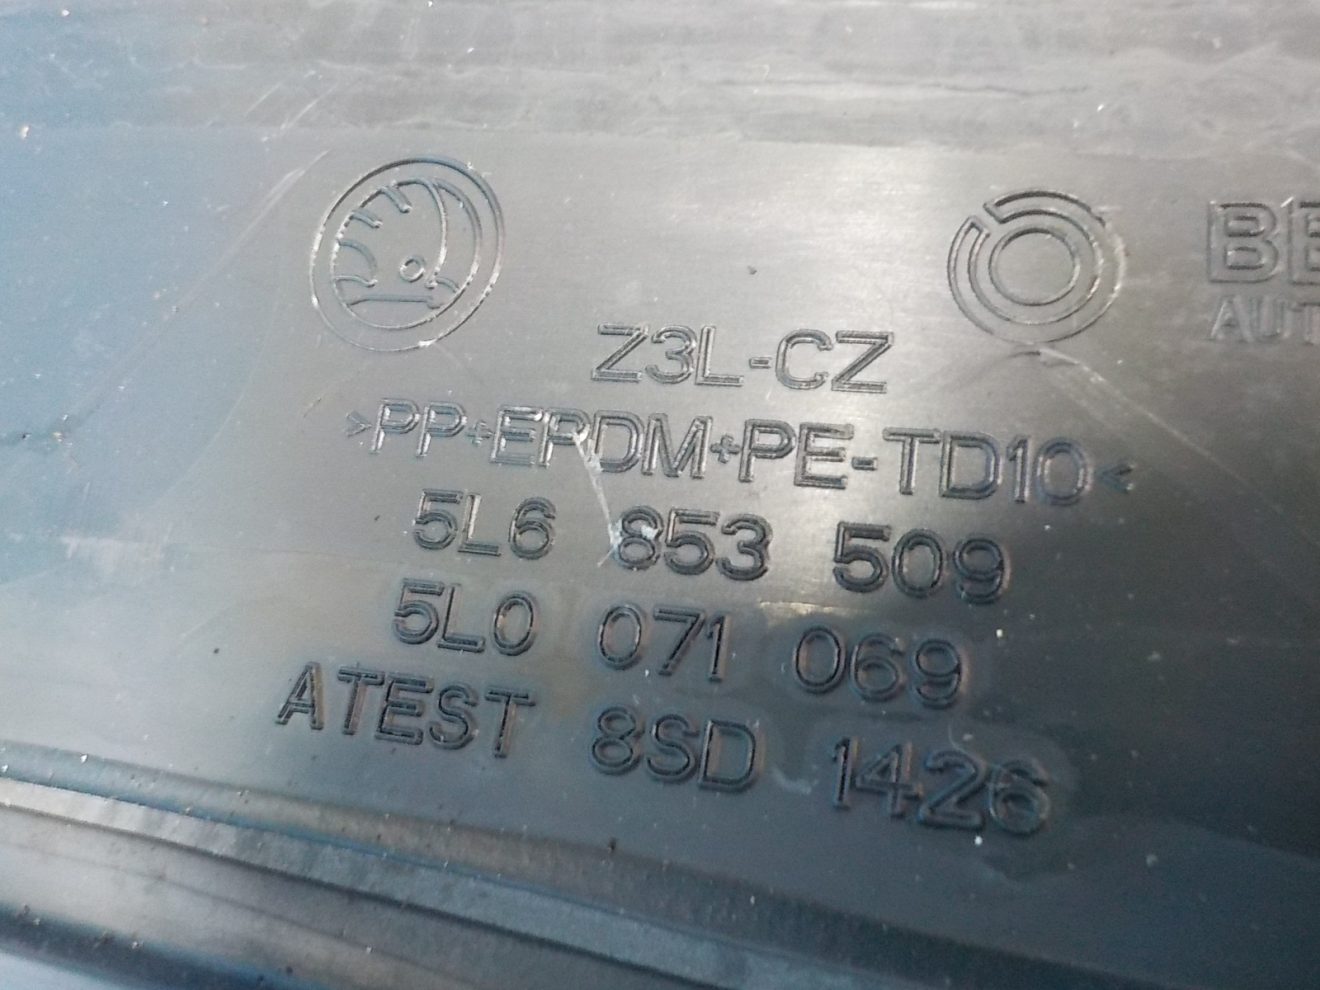 Z3L-CZ
>PP+EPDM+PE-TD10<
5L6 853 509
5L0 071 069
ATEST 8SD 1426